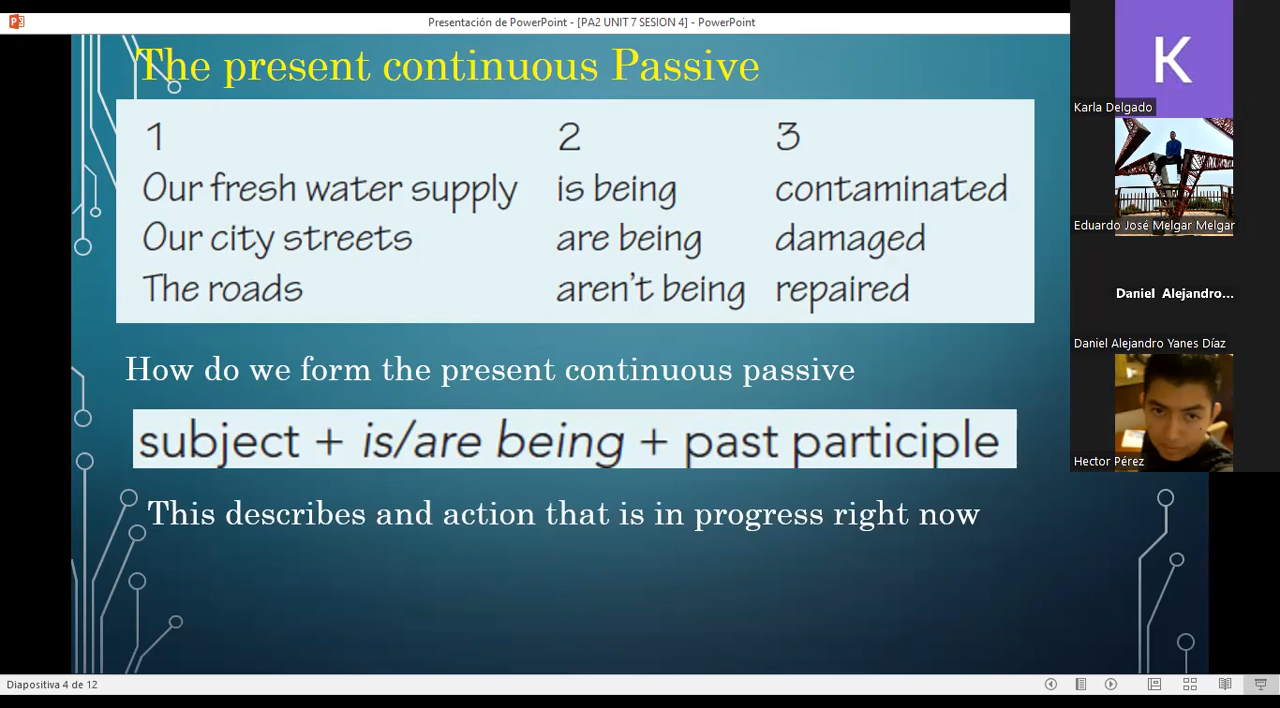 Presentación de PowerPoint - [PA2 UNIT 7 SESION 4] - PowerPoint
The present continuous Passive
1 2 3
Our fresh water supply is being contaminated
Our city streets are being damaged
The roads aren't being repaired
How do we form the present continuous passive
subject + is/are being + past participle
This describes and action that is in progress right now
Diapositiva 4 de 12
K
Karla Delgado
Eduardo José Melgar Melgar
Daniel Alejandro...
Daniel Alejandro Yanes Díaz
Hector Pérez